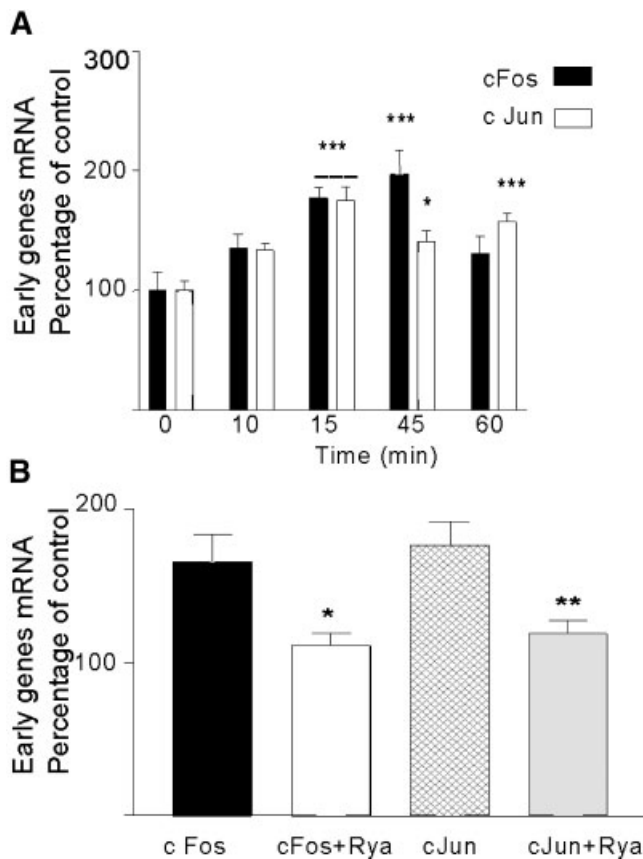 A
Early genes mRNA
Percentage of control
300
200
100
cFos
c Jun
***
***
*
***
0 10 15 45 60
Time (min)
B
Early genes mRNA
Percentage of control
200
100
*
**
c Fos cFos+Rya cJun cJun+Rya